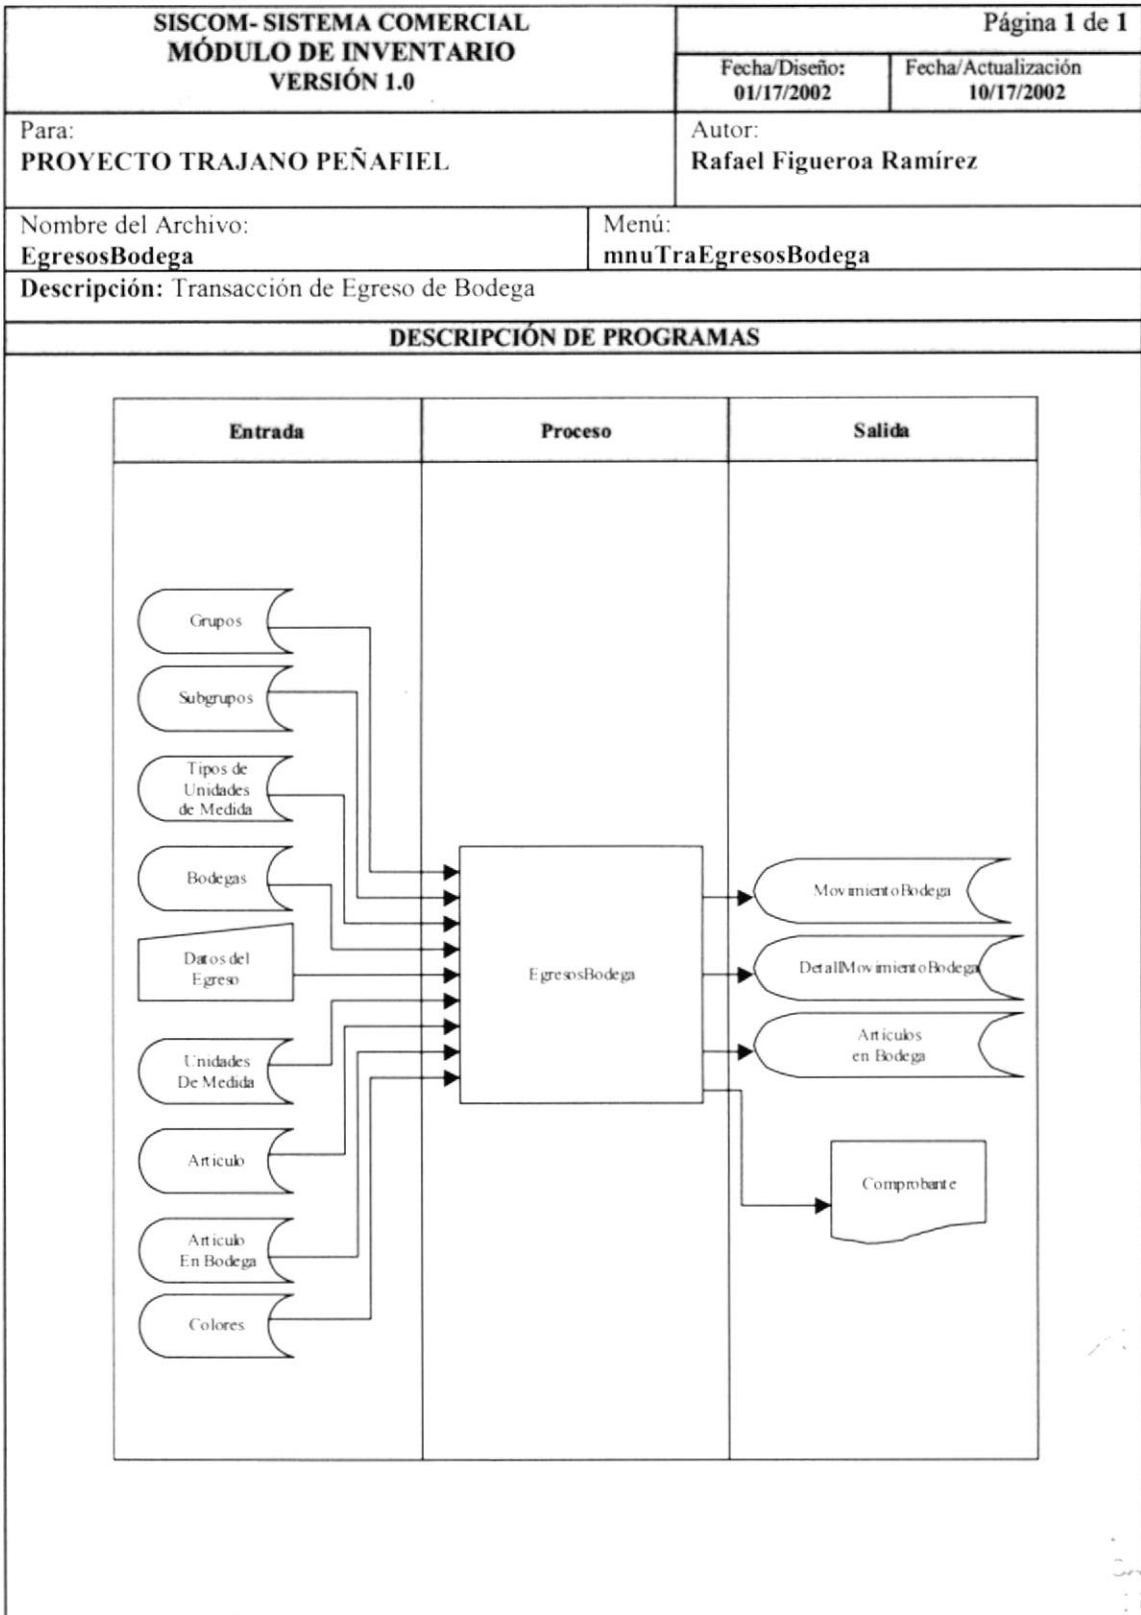 SISCOM- SISTEMA COMERCIAL
MÓDULO DE INVENTARIO
VERSIÓN 1.0
Página 1 de 1
Fecha/Diseño:
01/17/2002
Fecha/Actualización
10/17/2002
Para:
PROYECTO TRAJANO PEÑAFIEL
Autor:
Rafael Figueroa Ramírez
Nombre del Archivo:
EgresosBodega
Menú:
mnuTraEgresosBodega
Descripción: Transacción de Egreso de Bodega
DESCRIPCIÓN DE PROGRAMAS
Entrada
Proceso
Salida
Grupos
Subgrupos
Tipos de
Unidades
de Medida
Bodegas
Datos del
Egreso
Unidades
De Medida
Articulo
Articulo
En Bodega
Colores
EgresosBodega
MovimientoBodega
DetallMovimientoBodega
Artículos
en Bodega
Comprobante